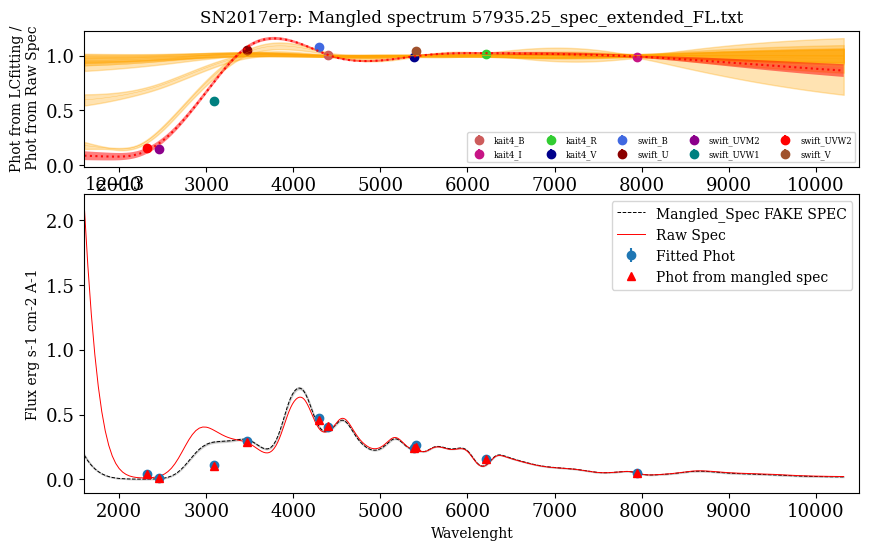 SN2017erp: Mangled spectrum 57935.25_spec_extended_FL.txt
Phot from LCfitting /
Phot from Raw Spec
1.0
0.5
0.0
kait4_B kait4_R swift_B swift_UVM2 swift_UVW2
kait4_I kait4_V swift_U swift_UVW1 swift_V
2000 3000 4000 5000 6000 7000 8000 9000 10000
1e−13
Flux erg s-1 cm-2 A-1
2.0
1.5
1.0
0.5
0.0
Mangled_Spec FAKE SPEC
Raw Spec
Fitted Phot
Phot from mangled spec
2000 3000 4000 5000 6000 7000 8000 9000 10000
Wavelenght